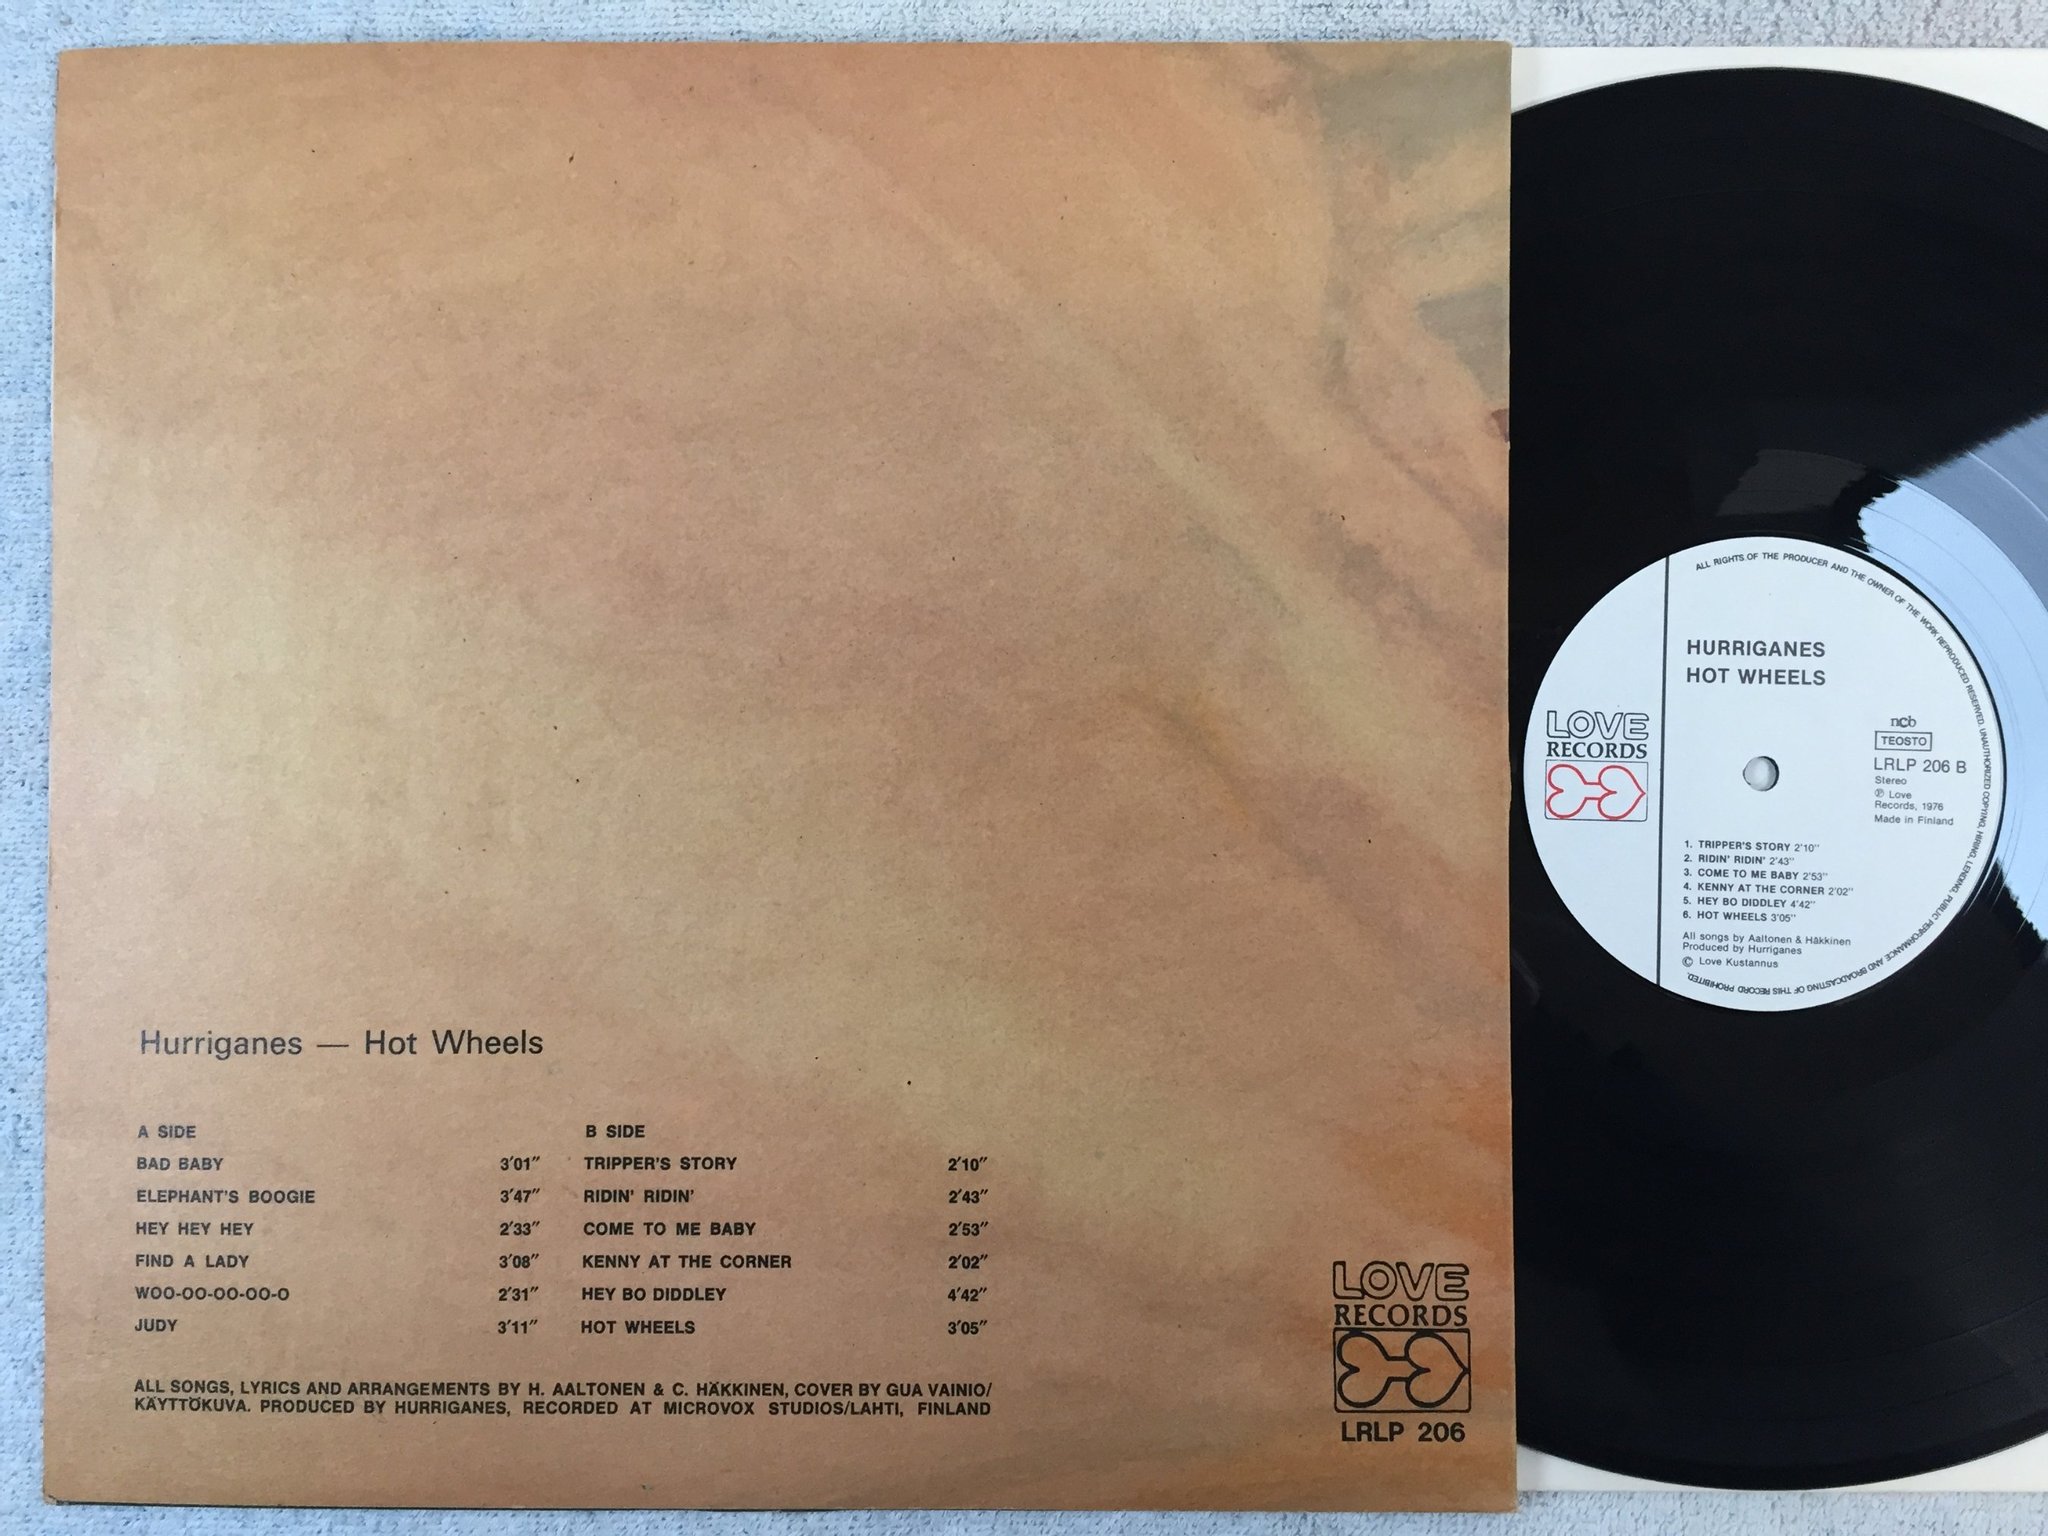 Hurriganes — Hot Wheels
A SIDE
BAD BABY 3'01"
ELEPHANT'S BOOGIE 3'47"
HEY HEY HEY 2'33"
FIND A LADY 3'08"
WOO-OO-OO-OO-O 2'31"
JUDY 3'11"
B SIDE
TRIPPER'S STORY 2'10"
RIDIN' RIDIN' 2'43"
COME TO ME BABY 2'53"
KENNY AT THE CORNER 2'02"
HEY BO DIDDLEY 4'42"
HOT WHEELS 3'05"
ALL SONGS, LYRICS AND ARRANGEMENTS BY H. AALTONEN & C. HÄKKINEN, COVER BY GUA VAINIO/
KÄYTTÖKUVA. PRODUCED BY HURRIGANES, RECORDED AT MICROVOX STUDIOS/LAHTI, FINLAND
LOVE
RECORDS
LRLP 206
ALL RIGHTS OF THE PRODUCER AND THE OWNER OF THE WORK REPRODUCED RESERVED. UNAUTHORIZED COPYING, HIRING, LENDING, PUBLIC PERFORMANCE AND BROADCASTING OF THIS RECORD PROHIBITED.
HURRIGANES
HOT WHEELS
LOVE
RECORDS
ncb
TEOSTO
LRLP 206 B
Stereo
℗ Love
Records, 1976
Made in Finland
1. TRIPPER'S STORY 2'10"
2. RIDIN' RIDIN' 2'43"
3. COME TO ME BABY 2'53"
4. KENNY AT THE CORNER 2'02"
5. HEY BO DIDDLEY 4'42"
6. HOT WHEELS 3'05"
All songs by Aaltonen & Häkkinen
Produced by Hurriganes
© Love Kustannus